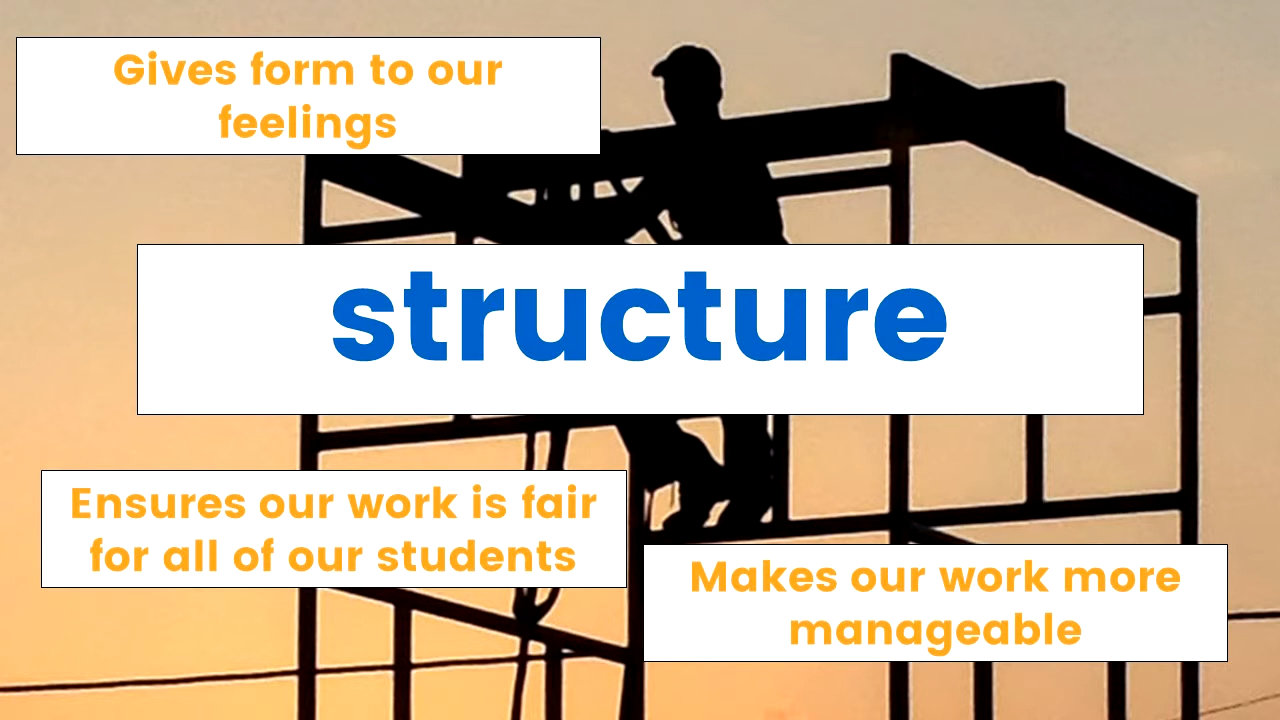 Gives form to our
feelings
structure
Ensures our work is fair
for all of our students
Makes our work more
manageable